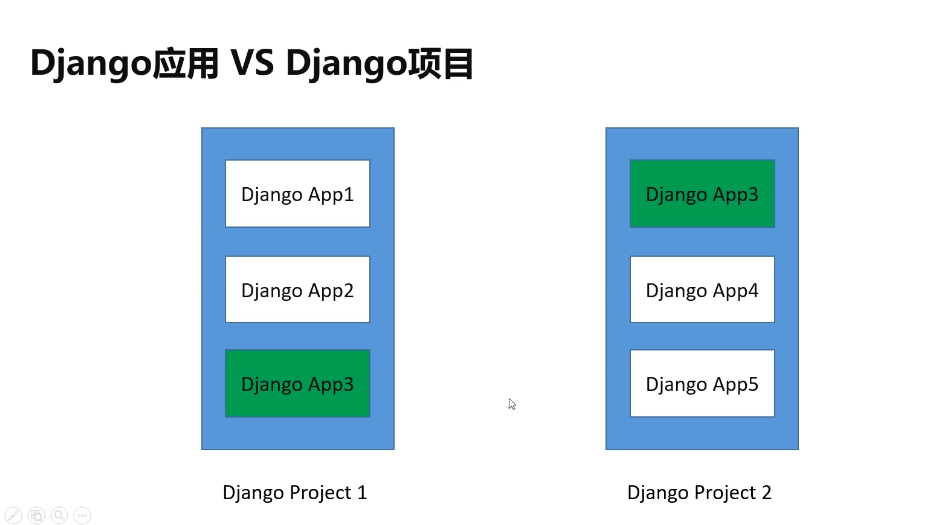 Django应用 VS Django项目
Django App1
Django App2
Django App3
Django Project 1
Django App3
Django App4
Django App5
Django Project 2